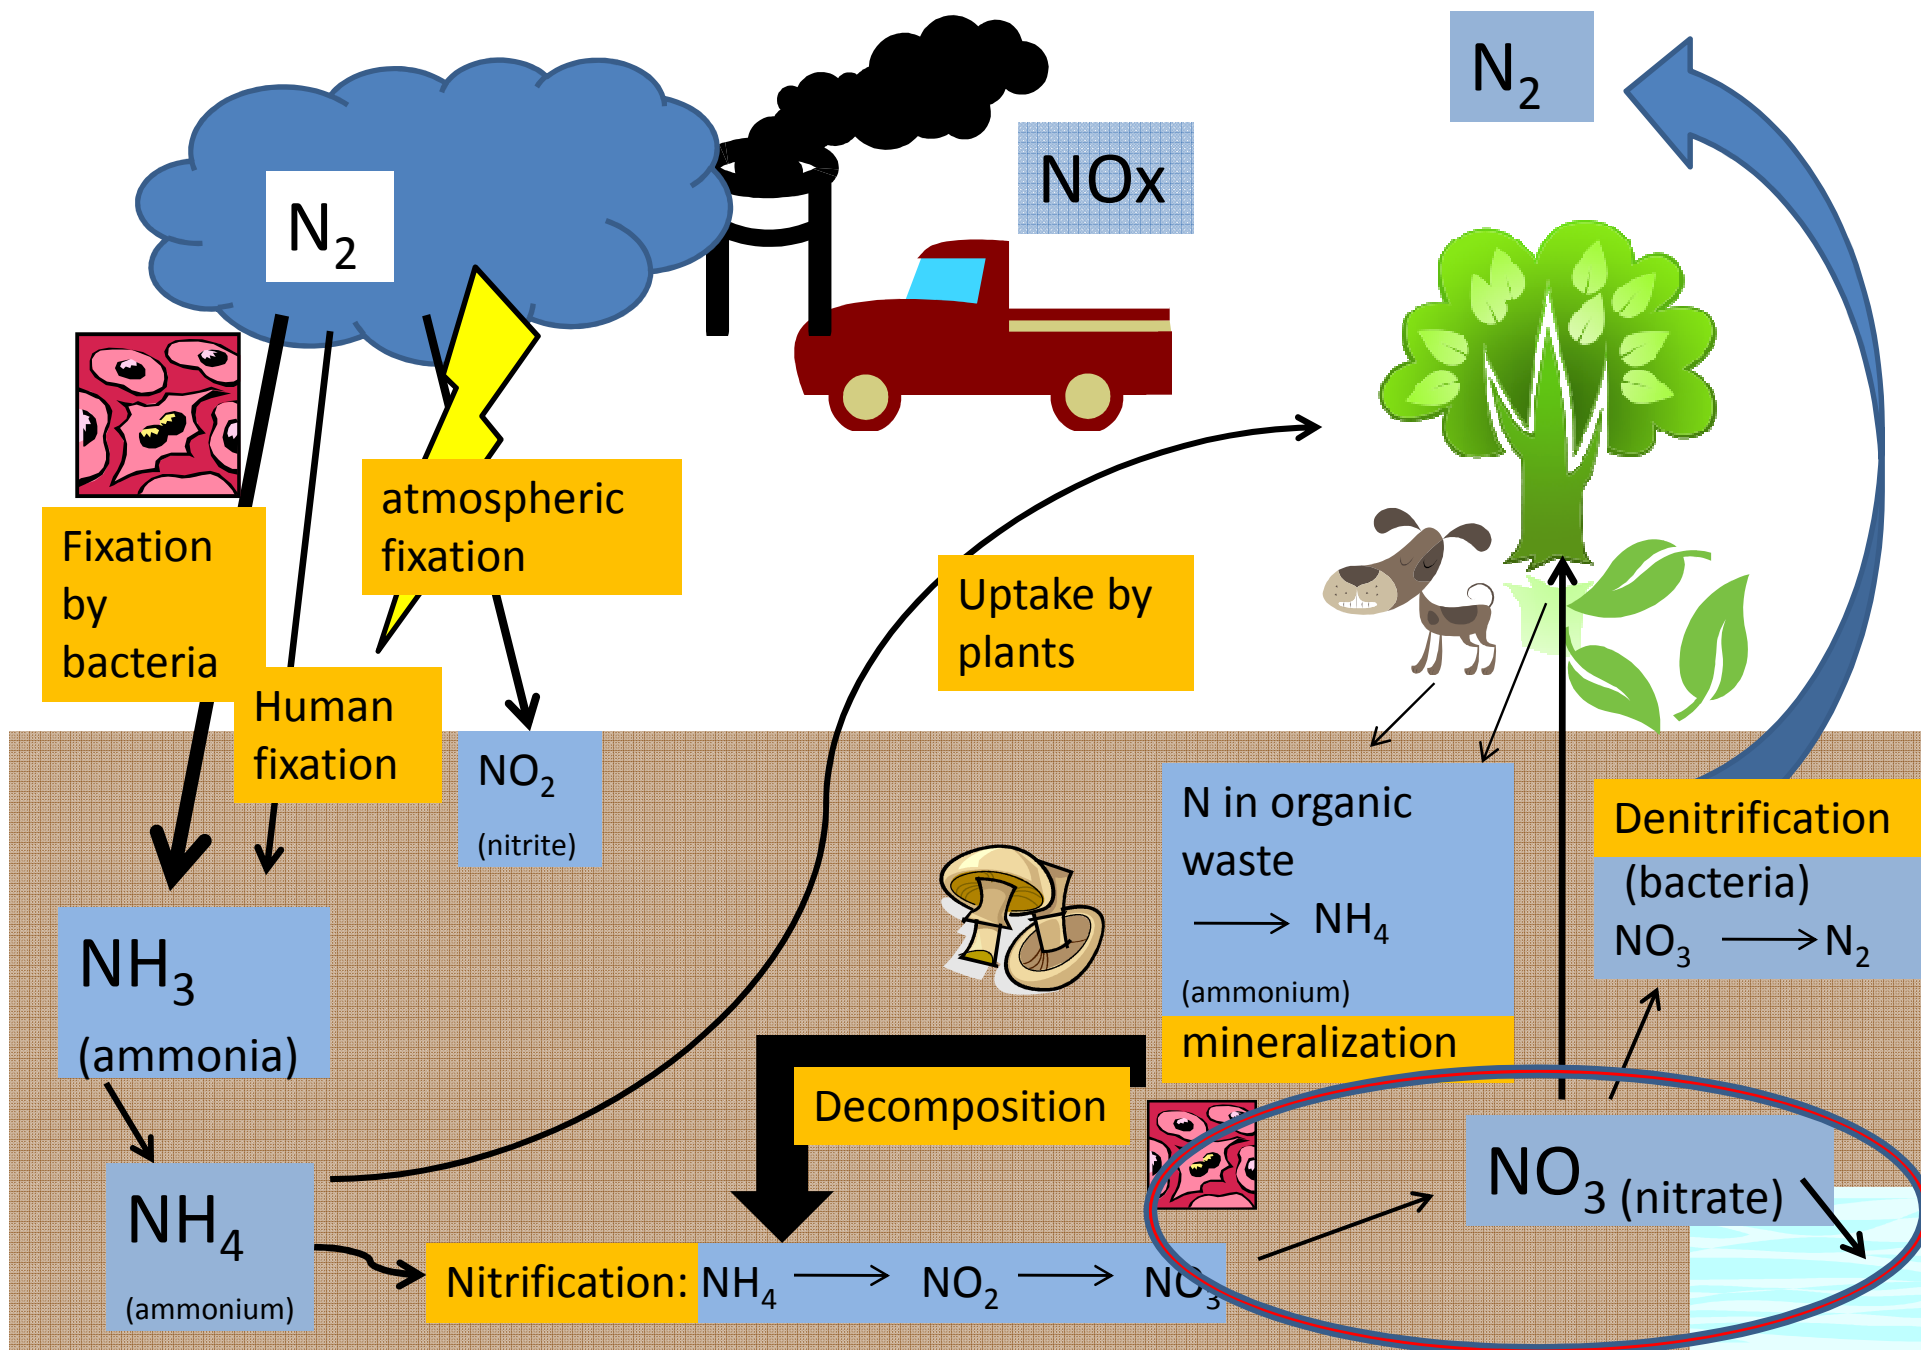 N₂
N₂
NOx
atmospheric
fixation
Fixation
by
bacteria
Uptake by
plants
Human
fixation
NO₂
(nitrite)
N in organic
waste
NH₄
(ammonium)
mineralization
Denitrification
(bacteria)
NO₃ N₂
NH₃
(ammonia)
Decomposition
NO₃ (nitrate)
NH₄
(ammonium)
Nitrification: NH₄ NO₂ NO₃